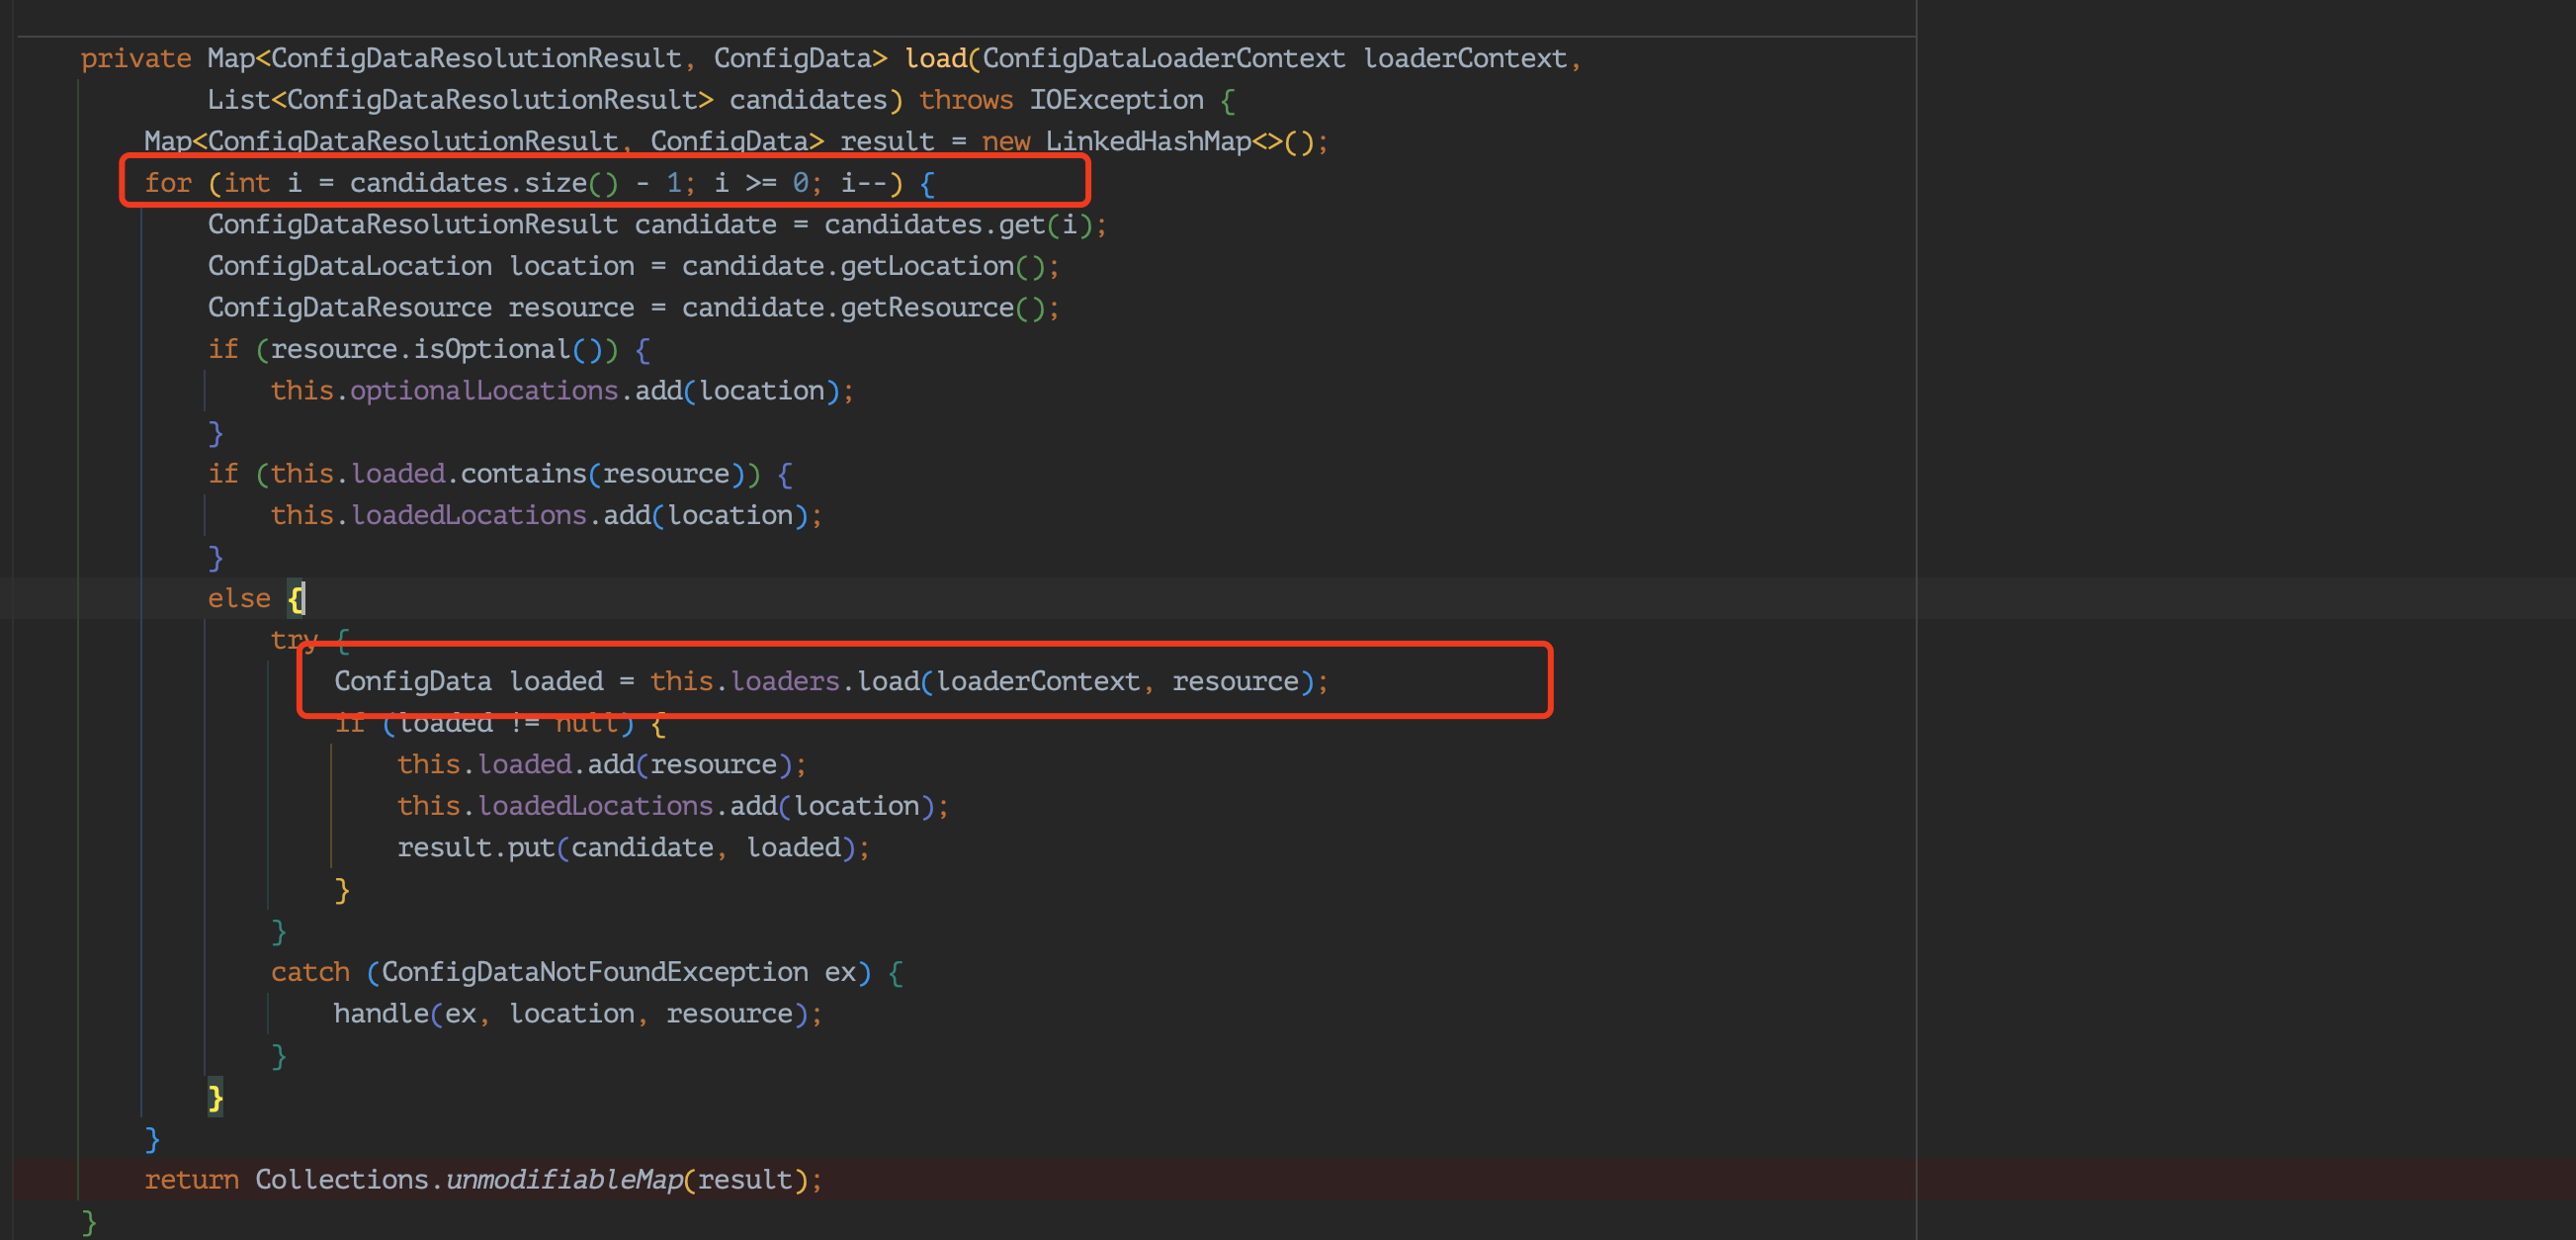 private Map<ConfigDataResolutionResult, ConfigData> load(ConfigDataLoaderContext loaderContext,
List<ConfigDataResolutionResult> candidates) throws IOException {
Map<ConfigDataResolutionResult, ConfigData> result = new LinkedHashMap<>();
for (int i = candidates.size() - 1; i >= 0; i--) {
ConfigDataResolutionResult candidate = candidates.get(i);
ConfigDataLocation location = candidate.getLocation();
ConfigDataResource resource = candidate.getResource();
if (resource.isOptional()) {
this.optionalLocations.add(location);
}
if (this.loaded.contains(resource)) {
this.loadedLocations.add(location);
}
else {
try {
ConfigData loaded = this.loaders.load(loaderContext, resource);
if (loaded != null) {
this.loaded.add(resource);
this.loadedLocations.add(location);
result.put(candidate, loaded);
}
}
catch (ConfigDataNotFoundException ex) {
handle(ex, location, resource);
}
}
}
return Collections.unmodifiableMap(result);
}